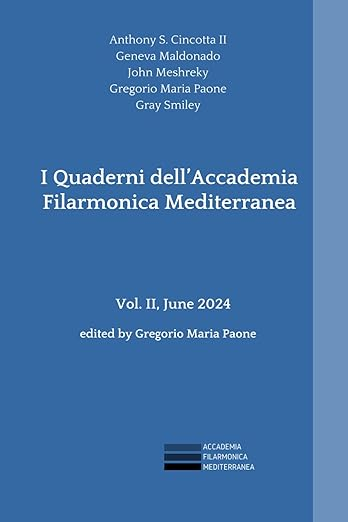 Anthony S. Cincotta II
Geneva Maldonado
John Meshreky
Gregorio Maria Paone
Gray Smiley
I Quaderni dell'Accademia
Filarmonica Mediterranea
Vol. II, June 2024
edited by Gregorio Maria Paone
ACCADEMIA
FILARMONICA
MEDITERRANEA